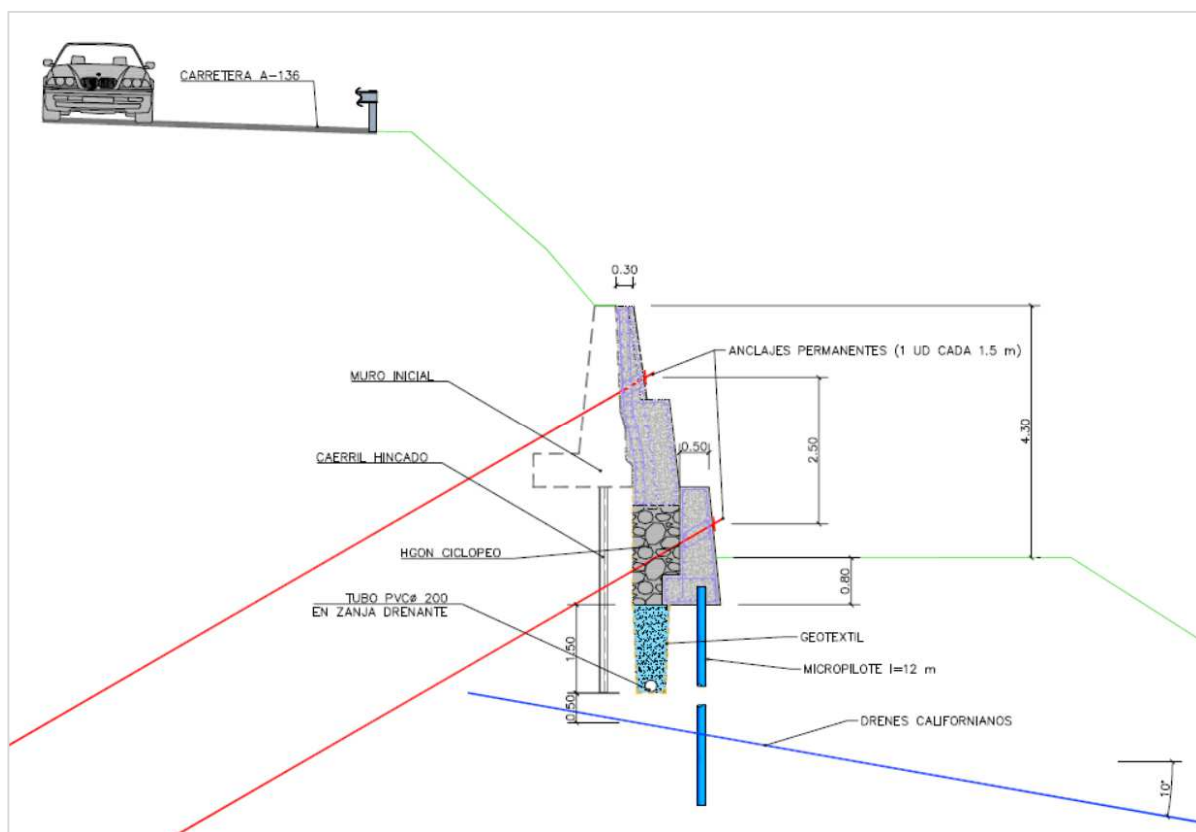 CARRETERA A-136
0.30
ANCLAJES PERMANENTES (1 UD CADA 1.5 m)
MURO INICIAL
4.30
2.50
0.50
CAERRIL HINCADO
HGON CICLOPEO
0.80
TUBO PVCø 200
EN ZANJA DRENANTE
GEOTEXTIL
1.50
MICROPILOTE l=12 m
0.50
DRENES CALIFORNIANOS
10°